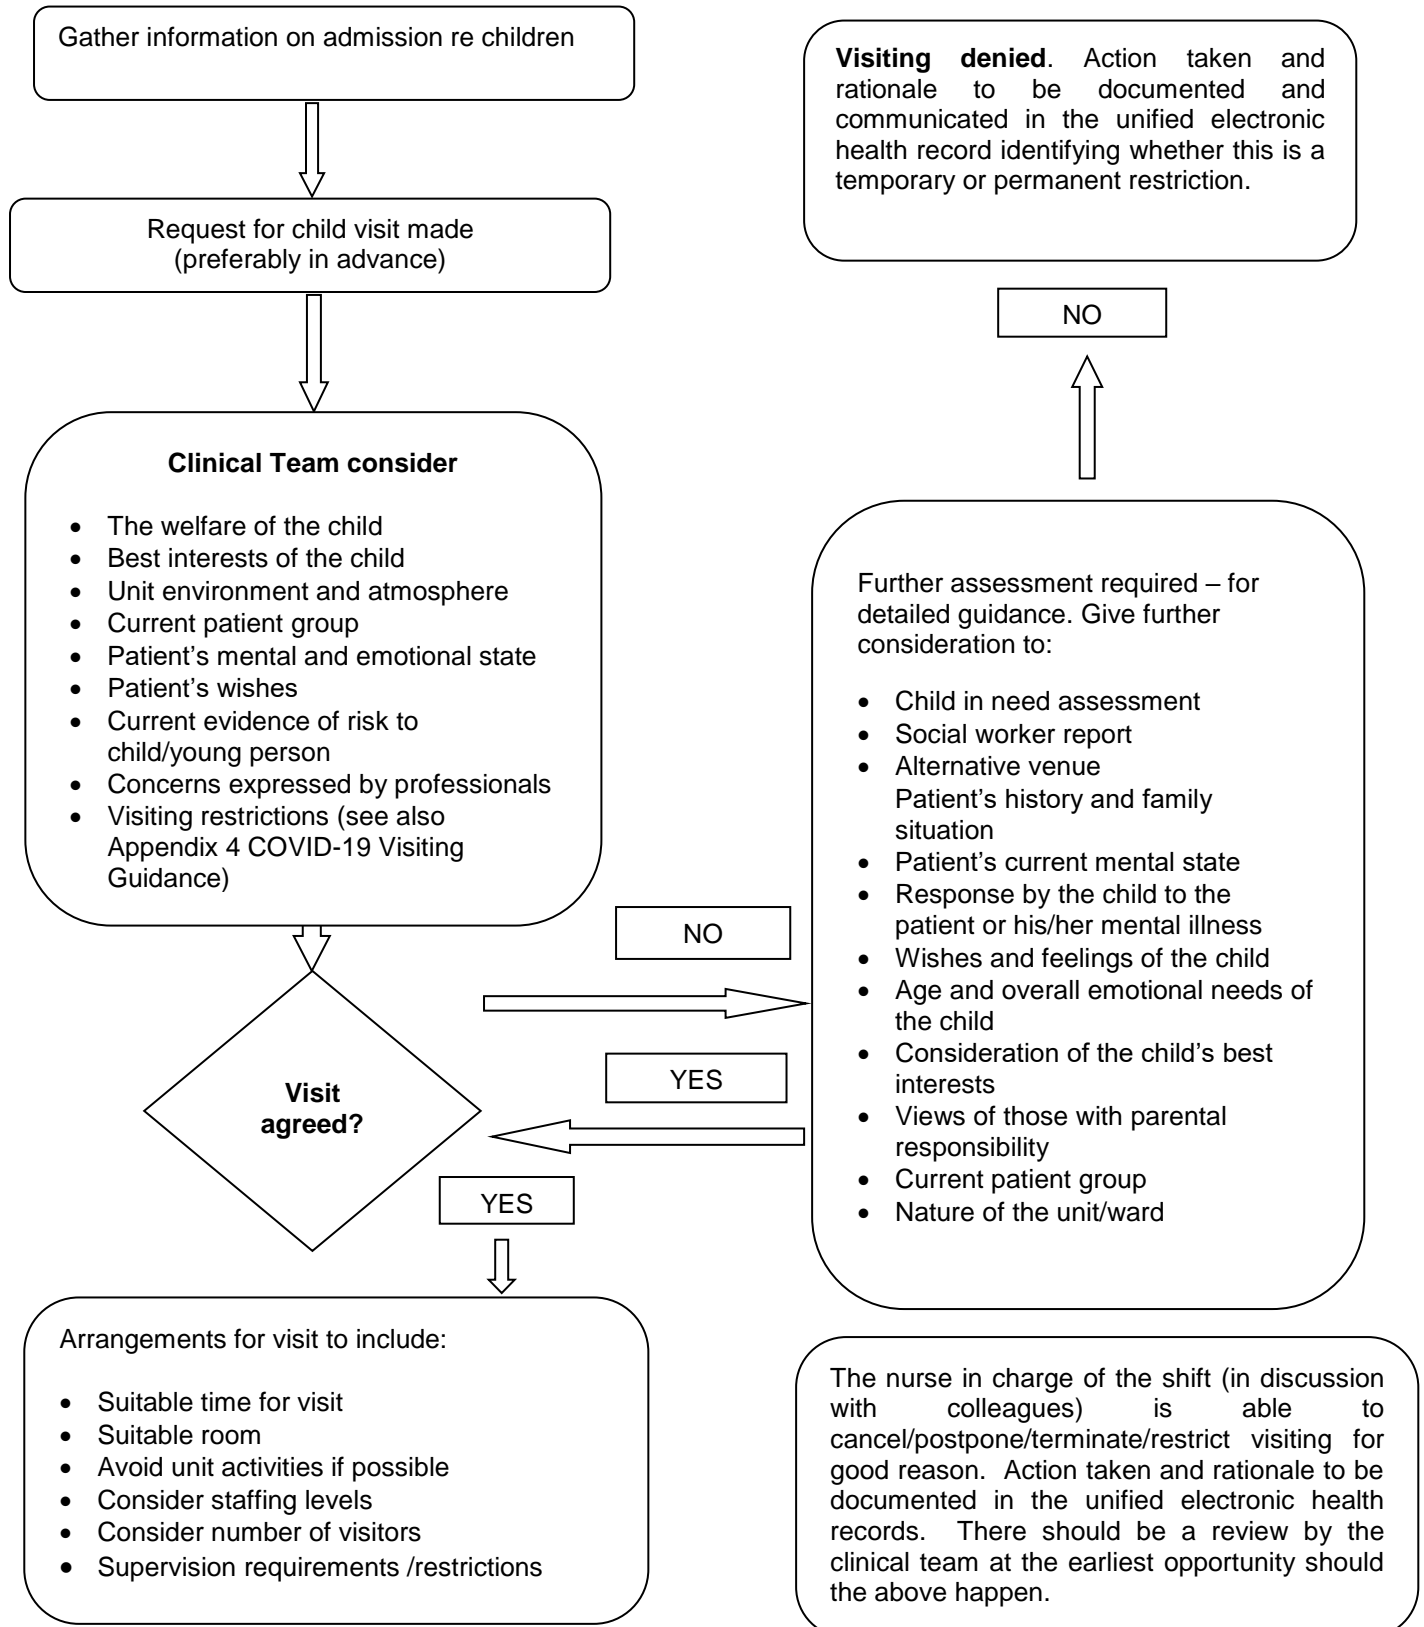 Gather information on admission re children
Request for child visit made
(preferably in advance)
Clinical Team consider
• The welfare of the child
• Best interests of the child
• Unit environment and atmosphere
• Current patient group
• Patient’s mental and emotional state
• Patient’s wishes
• Current evidence of risk to
child/young person
• Concerns expressed by professionals
• Visiting restrictions (see also
Appendix 4 COVID-19 Visiting
Guidance)
Visit
agreed?
NO
YES
YES
Arrangements for visit to include:
• Suitable time for visit
• Suitable room
• Avoid unit activities if possible
• Consider staffing levels
• Consider number of visitors
• Supervision requirements /restrictions
Visiting denied. Action taken and
rationale to be documented and
communicated in the unified electronic
health record identifying whether this is a
temporary or permanent restriction.
NO
Further assessment required – for
detailed guidance. Give further
consideration to:
• Child in need assessment
• Social worker report
• Alternative venue
Patient’s history and family
situation
• Patient’s current mental state
• Response by the child to the
patient or his/her mental illness
• Wishes and feelings of the child
• Age and overall emotional needs of
the child
• Consideration of the child’s best
interests
• Views of those with parental
responsibility
• Current patient group
• Nature of the unit/ward
The nurse in charge of the shift (in discussion
with colleagues) is able to
cancel/postpone/terminate/restrict visiting for
good reason. Action taken and rationale to be
documented in the unified electronic health
records. There should be a review by the
clinical team at the earliest opportunity should
the above happen.